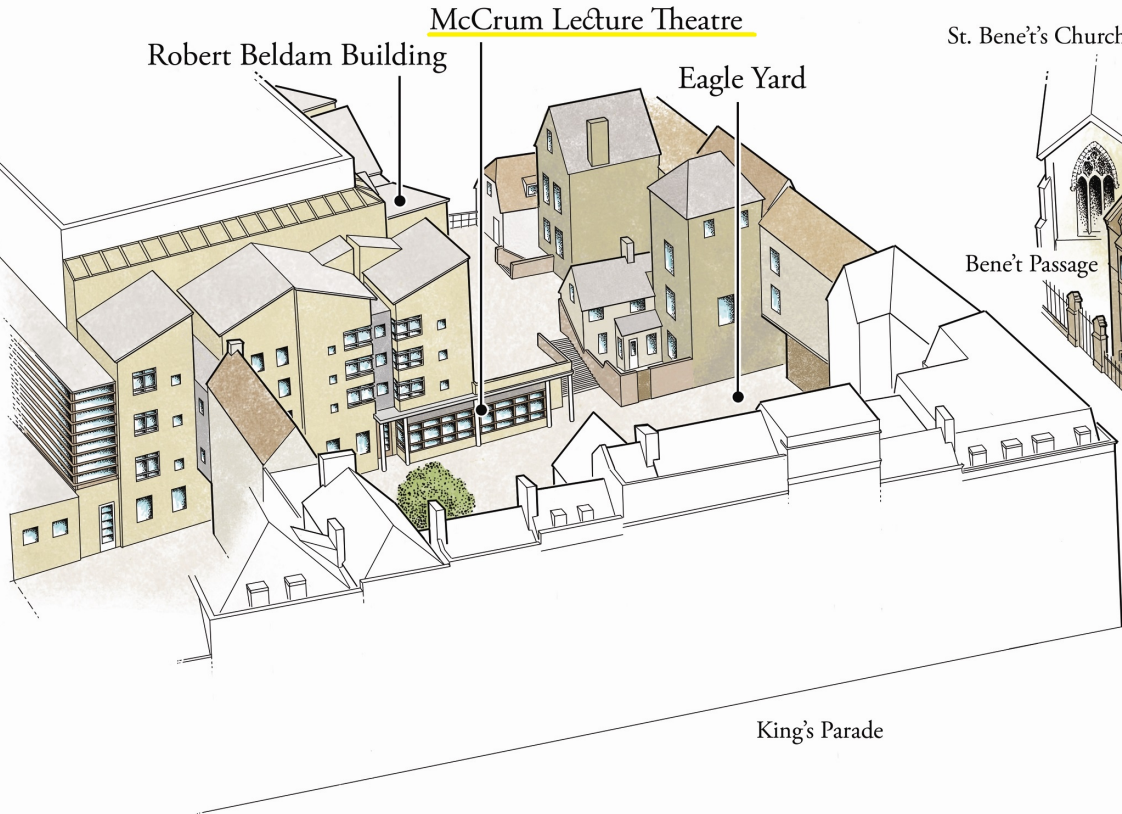 McCrum Lecture Theatre
Robert Beldam Building
Eagle Yard
St. Bene't's Church
Bene't Passage
King's Parade